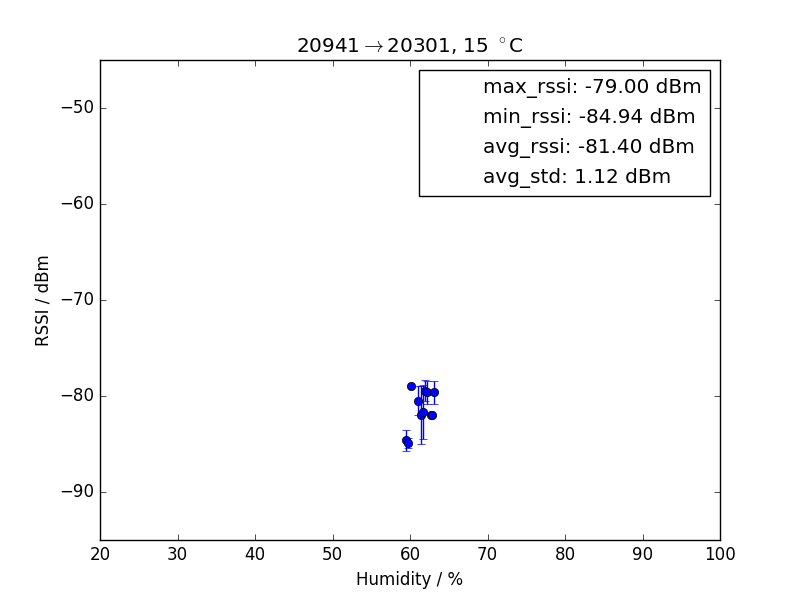 20941→20301, 15 °C
max_rssi: -79.00 dBm
min_rssi: -84.94 dBm
avg_rssi: -81.40 dBm
avg_std: 1.12 dBm
RSSI / dBm
−50
−60
−70
−80
−90
20 30 40 50 60 70 80 90 100
Humidity / %